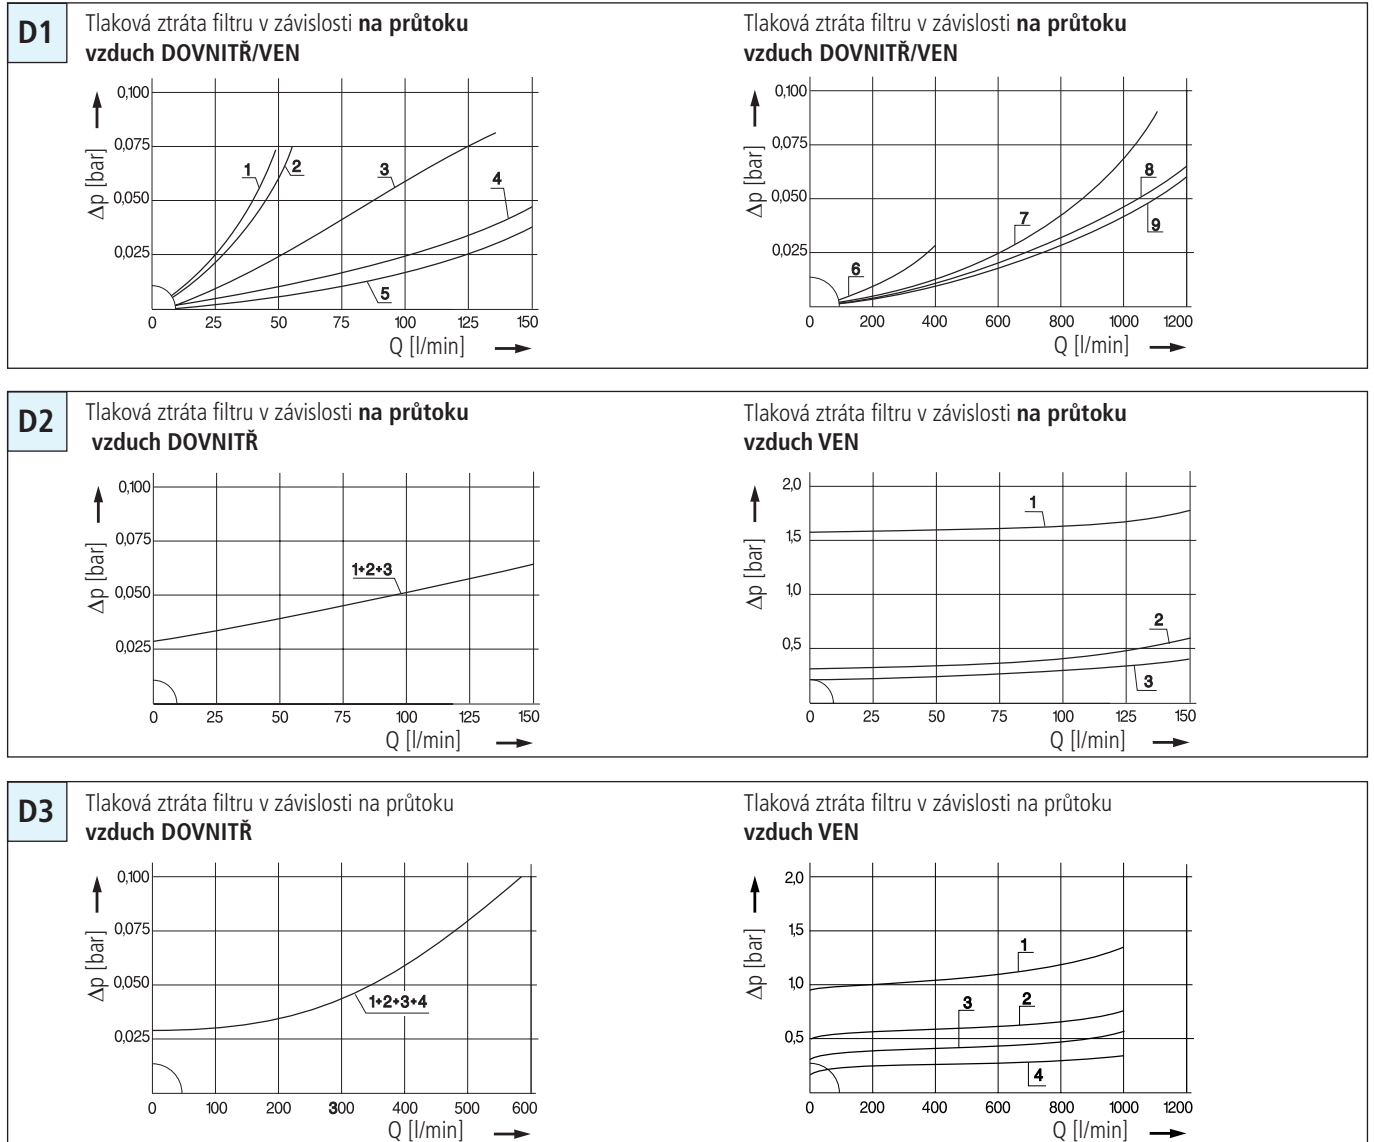 D1
Tlaková ztráta filtru v závislosti na průtoku
vzduch DOVNITŘ/VEN
0,100
0,075
0,050
0,025
Δp [bar]
1
2
3
4
5
0 25 50 75 100 125 150
Q [l/min]
Tlaková ztráta filtru v závislosti na průtoku
vzduch DOVNITŘ/VEN
0,100
0,075
0,050
0,025
Δp [bar]
6
7
8
9
0 200 400 600 800 1000 1200
Q [l/min]
D2
Tlaková ztráta filtru v závislosti na průtoku
vzduch DOVNITŘ
0,100
0,075
0,050
0,025
Δp [bar]
1+2+3
0 25 50 75 100 125 150
Q [l/min]
Tlaková ztráta filtru v závislosti na průtoku
vzduch VEN
2,0
1,5
1,0
0,5
Δp [bar]
1
2
3
0 25 50 75 100 125 150
Q [l/min]
D3
Tlaková ztráta filtru v závislosti na průtoku
vzduch DOVNITŘ
0,100
0,075
0,050
0,025
Δp [bar]
1+2+3+4
0 100 200 300 400 500 600
Q [l/min]
Tlaková ztráta filtru v závislosti na průtoku
vzduch VEN
2,0
1,5
1,0
0,5
Δp [bar]
1
2
3
4
0 200 400 600 800 1000 1200
Q [l/min]